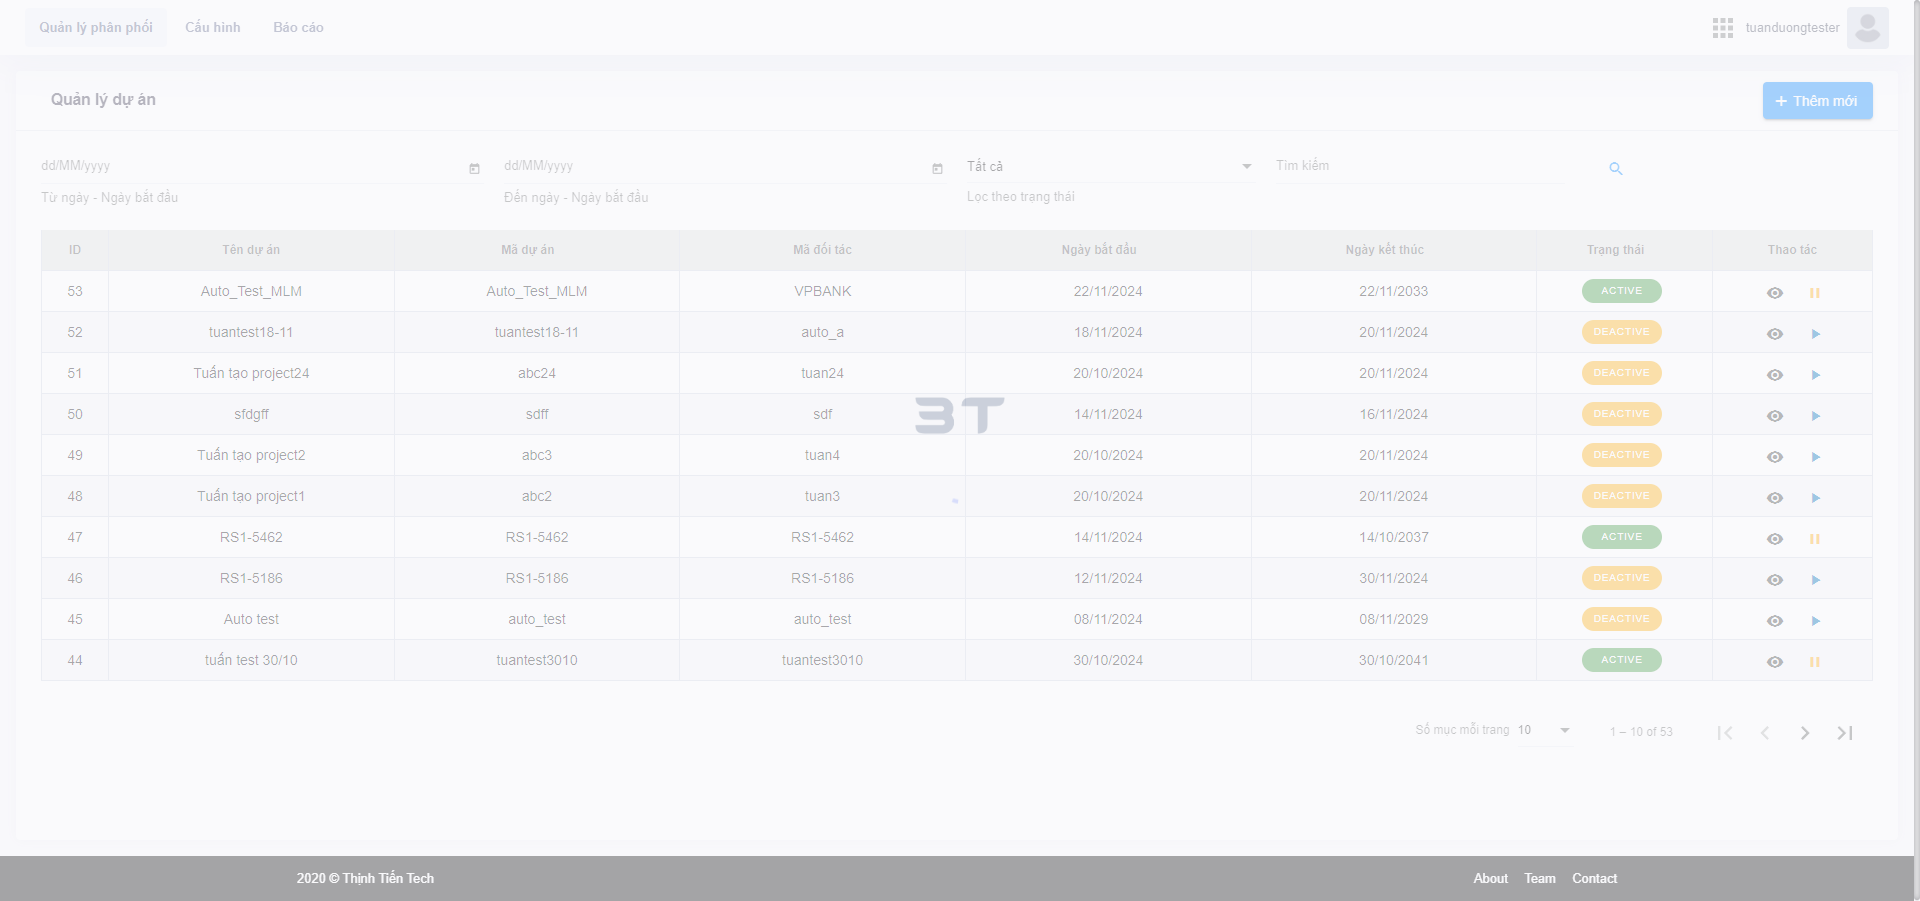 Quản lý phân phối Cấu hình Báo cáo tuanduongtester
Quản lý dự án + Thêm mới
dd/MM/yyyy dd/MM/yyyy Tất cả Tìm kiếm
Từ ngày - Ngày bắt đầu Đến ngày - Ngày bắt đầu Lọc theo trạng thái
ID Tên dự án Mã dự án Mã đối tác Ngày bắt đầu Ngày kết thúc Trạng thái Thao tác
53 Auto_Test_MLM Auto_Test_MLM VPBANK 22/11/2024 22/11/2033 ACTIVE
52 tuantest18-11 tuantest18-11 auto_a 18/11/2024 20/11/2024 DEACTIVE
51 Tuấn tạo project24 abc24 tuan24 20/10/2024 20/11/2024 DEACTIVE
50 sfdgff sdff sdf 14/11/2024 16/11/2024 DEACTIVE
3T
49 Tuấn tạo project2 abc3 tuan4 20/10/2024 20/11/2024 DEACTIVE
48 Tuấn tạo project1 abc2 tuan3 20/10/2024 20/11/2024 DEACTIVE
47 RS1-5462 RS1-5462 RS1-5462 14/11/2024 14/10/2037 ACTIVE
46 RS1-5186 RS1-5186 RS1-5186 12/11/2024 30/11/2024 DEACTIVE
45 Auto test auto_test auto_test 08/11/2024 08/11/2029 DEACTIVE
44 tuấn test 30/10 tuantest3010 tuantest3010 30/10/2024 30/10/2041 ACTIVE
Số mục mỗi trang 10 1 – 10 of 53
2020 © Thịnh Tiến Tech About Team Contact